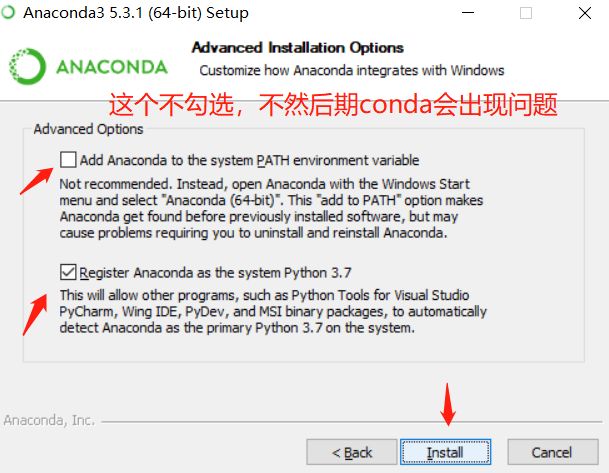 Anaconda3 5.3.1 (64-bit) Setup
ANACONDA
Advanced Installation Options
Customize how Anaconda integrates with Windows
这个不勾选，不然后期conda会出现问题
Advanced Options
Add Anaconda to the system PATH environment variable
Not recommended. Instead, open Anaconda with the Windows Start
menu and select "Anaconda (64-bit)". This "add to PATH" option makes
Anaconda get found before previously installed software, but may
cause problems requiring you to uninstall and reinstall Anaconda.
Register Anaconda as the system Python 3.7
This will allow other programs, such as Python Tools for Visual Studio
PyCharm, Wing IDE, PyDev, and MSI binary packages, to automatically
detect Anaconda as the primary Python 3.7 on the system.
Anaconda, Inc.
< Back
Install
Cancel